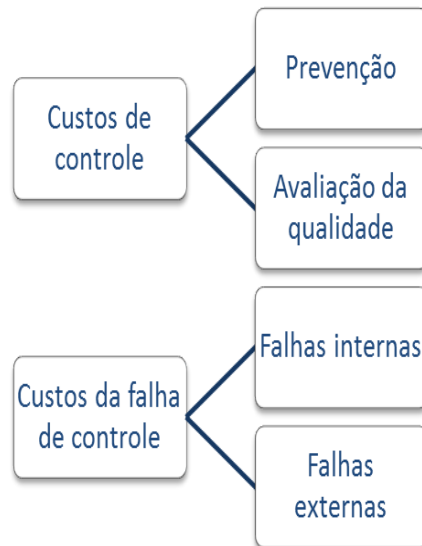 Custos de
controle
Prevenção
Avaliação da
qualidade
Custos da falha
de controle
Falhas internas
Falhas
externas